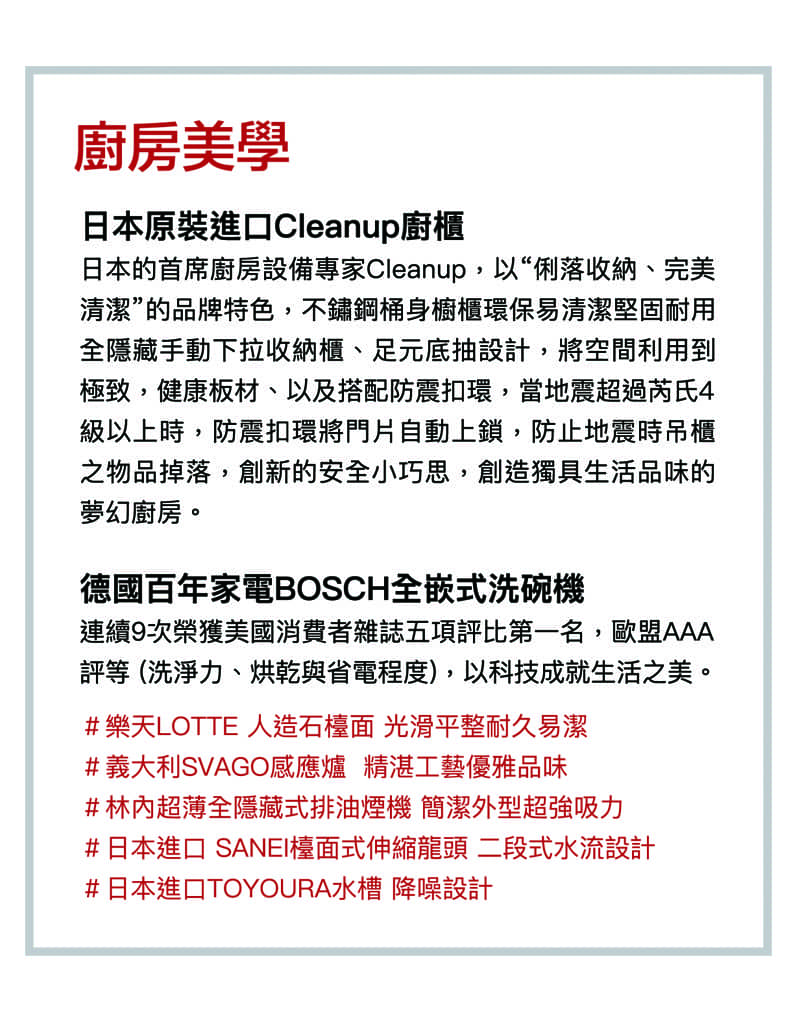 廚房美學
日本原裝進口Cleanup廚櫃
日本的首席廚房設備專家Cleanup，以“俐落收納、完美
清潔”的品牌特色，不鏽鋼桶身櫥櫃環保易清潔堅固耐用
全隱藏手動下拉收納櫃、足元底抽設計，將空間利用到
極致，健康板材、以及搭配防震扣環，當地震超過芮氏4
級以上時，防震扣環將門片自動上鎖，防止地震時吊櫃
之物品掉落，創新的安全小巧思，創造獨具生活品味的
夢幻廚房。
德國百年家電BOSCH全嵌式洗碗機
連續9次榮獲美國消費者雜誌五項評比第一名，歐盟AAA
評等 (洗淨力、烘乾與省電程度)，以科技成就生活之美。
# 樂天LOTTE 人造石檯面 光滑平整耐久易潔
# 義大利SVAGO感應爐 精湛工藝優雅品味
# 林內超薄全隱藏式排油煙機 簡潔外型超強吸力
# 日本進口 SANEI檯面式伸縮龍頭 二段式水流設計
# 日本進口TOYOURA水槽 降噪設計